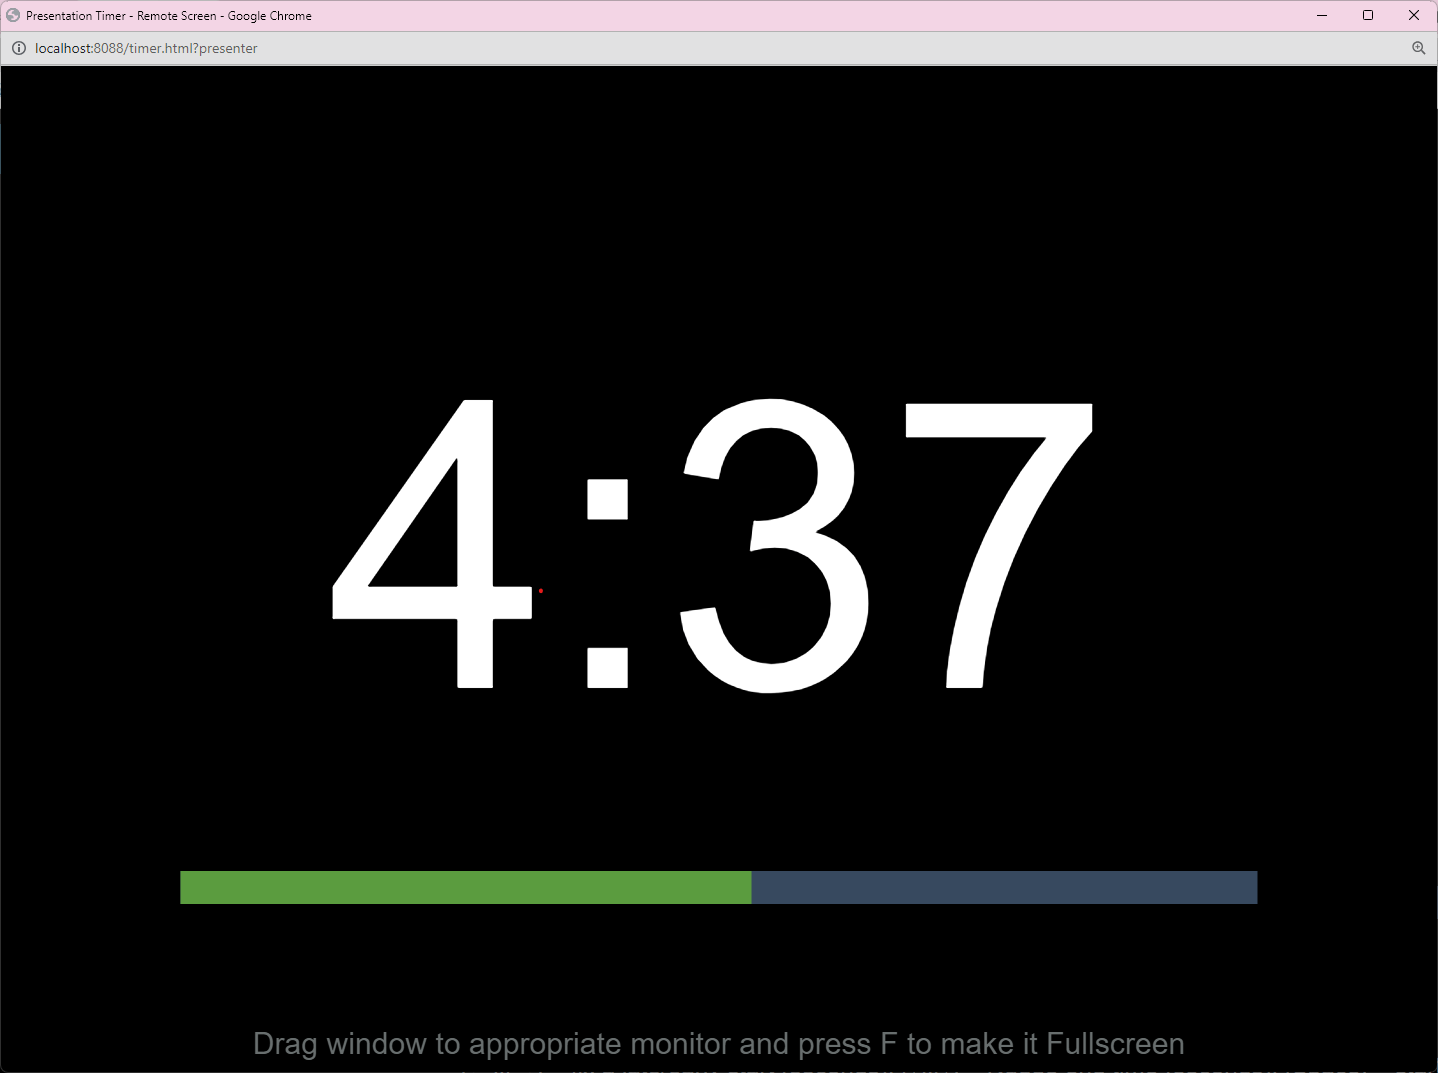 Presentation Timer - Remote Screen - Google Chrome
localhost:8088/timer.html?presenter
4:37
Drag window to appropriate monitor and press F to make it Fullscreen